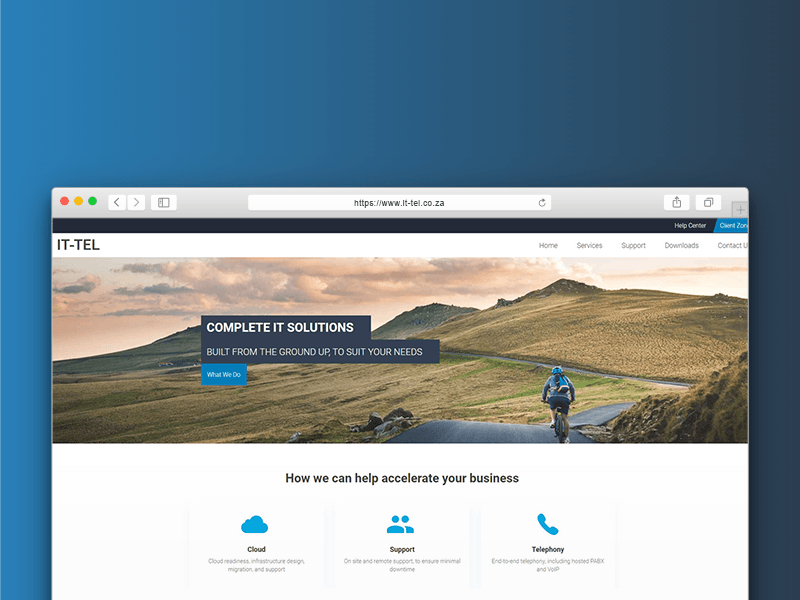 https://www.it-tel.co.za
Help Center
Client Zon
IT-TEL
Home
Services
Support
Downloads
Contact U
COMPLETE IT SOLUTIONS
BUILT FROM THE GROUND UP, TO SUIT YOUR NEEDS
What We Do
How we can help accelerate your business
Cloud
Cloud readiness, infrastructure design,
migration, and support
Support
On site and remote support, to ensure minimal
downtime
Telephony
End-to-end telephony, including hosted PABX
and VoIP